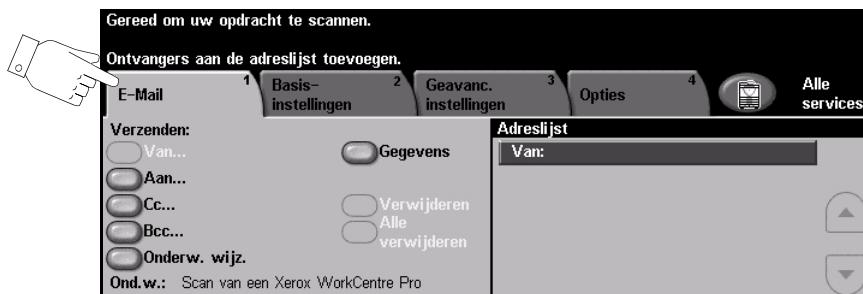 Gereed om uw opdracht te scannen.
Ontvangers aan de adreslijst toevoegen.
E-Mail 1
Basis-
instellingen 2
Geavanc.
instellingen 3
Opties 4
Alle
services
Verzenden:
Van...
Gegevens
Aan...
Cc...
Verwijderen
Bcc...
Alle
verwijderen
Onderw. wijz.
Ond.w.: Scan van een Xerox WorkCentre Pro
Adreslijst
Van: